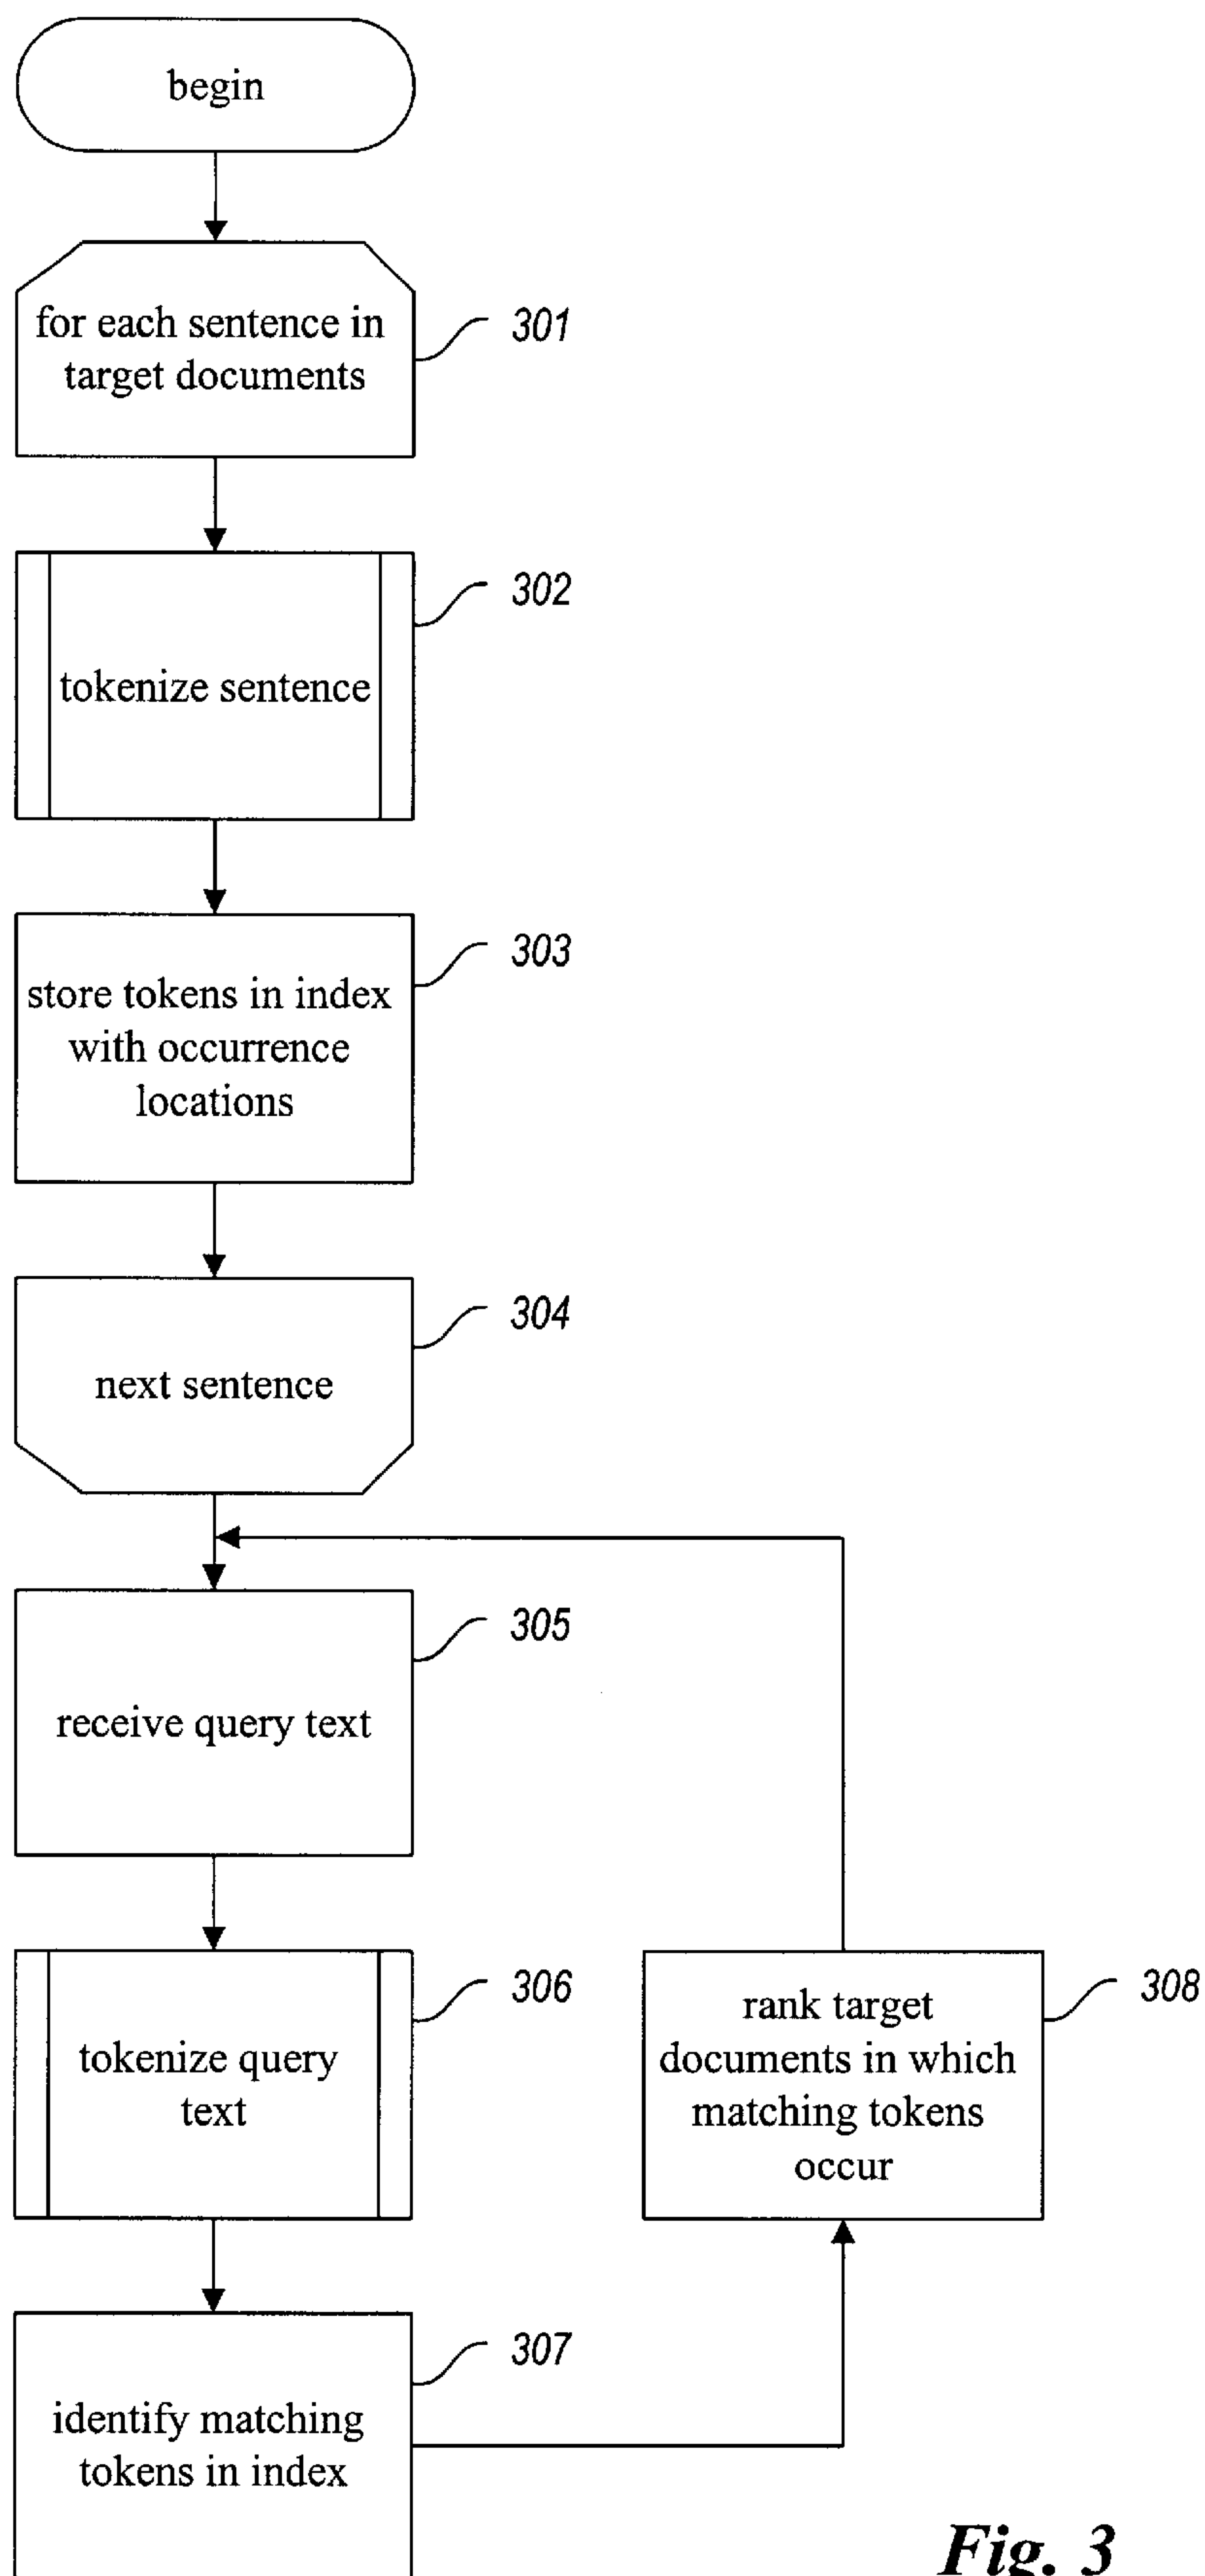 begin
for each sentence in
target documents
301
tokenize sentence
302
store tokens in index
with occurrence
locations
303
next sentence
304
receive query text
305
tokenize query
text
306
rank target
documents in which
matching tokens
occur
308
identify matching
tokens in index
307
Fig. 3